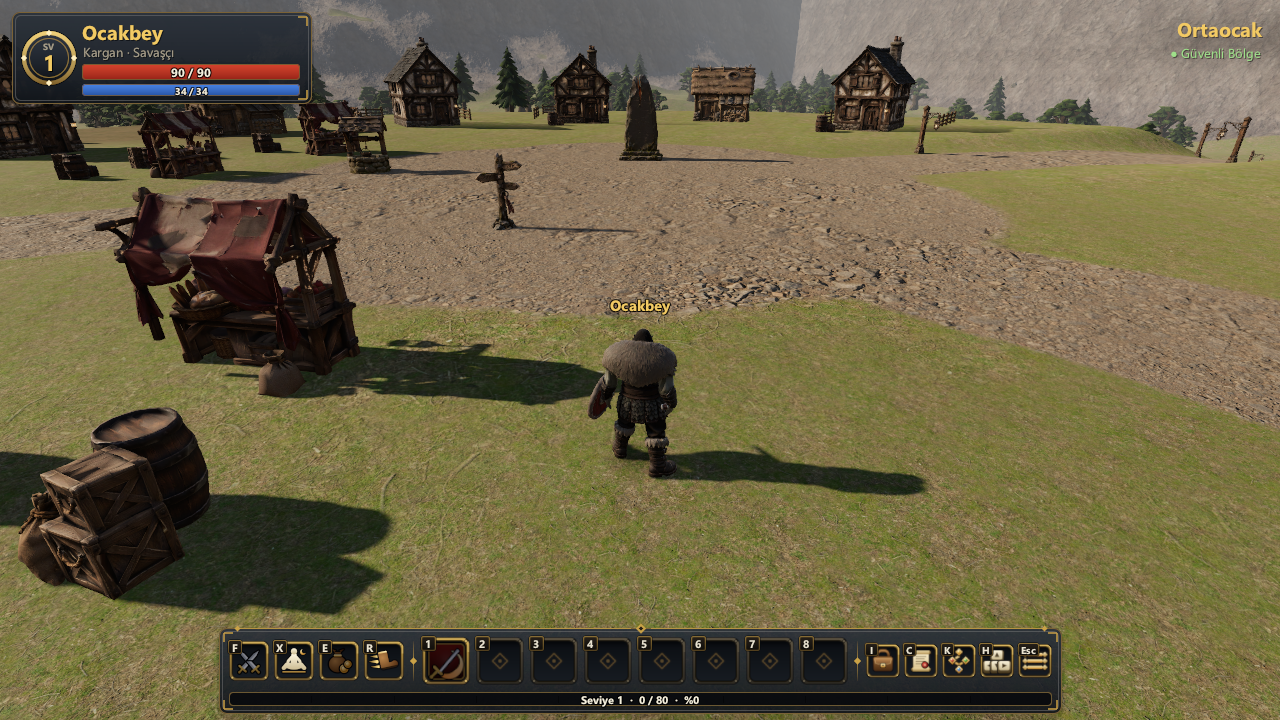 Ocakbey
SV
1
Kargan · Savaşçı
90 / 90
34 / 34
Ortaocak
Güvenli Bölge
Ocakbey
F
X
E
R
1
2
3
4
5
6
7
8
I
C
K
H
Esc
Seviye 1 · 0 / 80 · %0